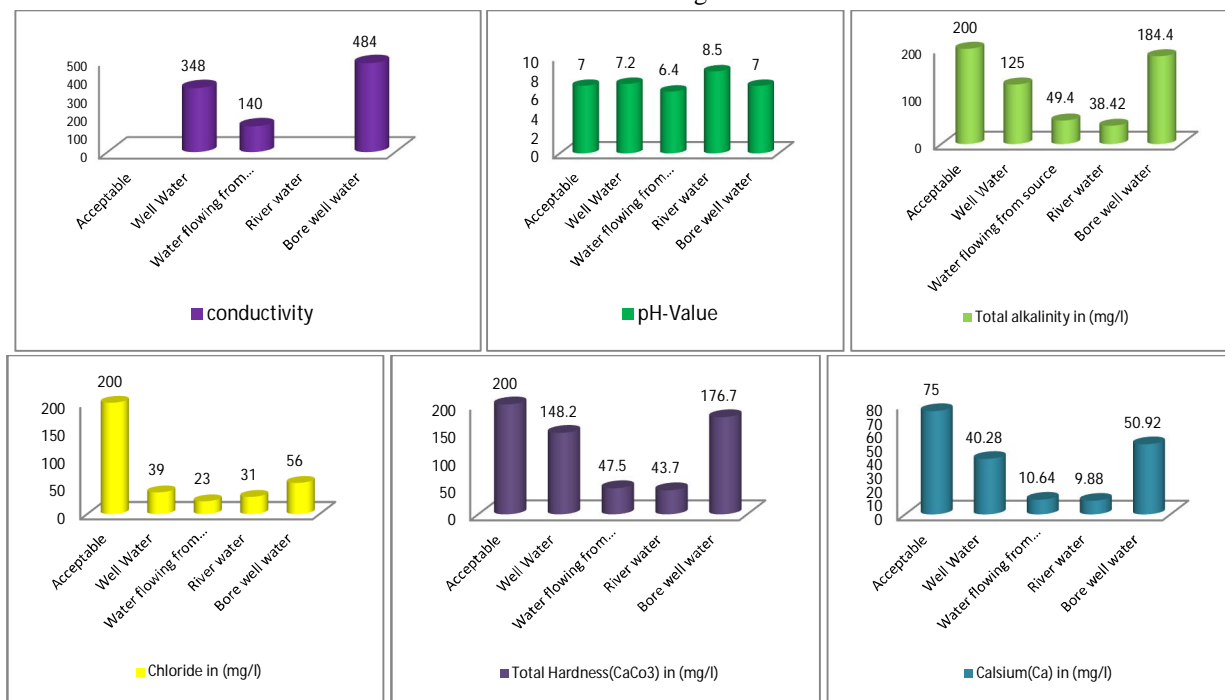 484
348
140
500
400
300
200
100
0
Acceptable
Well Water
Water flowing from...
River water
Bore well water
conductivity
7
7.2
6.4
8.5
7
10
8
6
4
2
0
Acceptable
Well Water
Water flowing from...
River water
Bore well water
pH-Value
200
125
49.4
38.42
184.4
200
100
0
Acceptable
Well Water
Water flowing from source
River water
Bore well water
Total alkalinity in (mg/l)
200
39
23
31
56
200
150
100
50
0
Acceptable
Well Water
Water flowing from...
River water
Bore well water
Chloride in (mg/l)
200
148.2
47.5
43.7
176.7
200
150
100
50
0
Acceptable
Well Water
Water flowing from...
River water
Bore well water
Total Hardness(CaCo3) in (mg/l)
75
40.28
10.64
9.88
50.92
80
70
60
50
40
30
20
10
0
Acceptable
Well Water
Water flowing from...
River water
Bore well water
Calsium(Ca) in (mg/l)